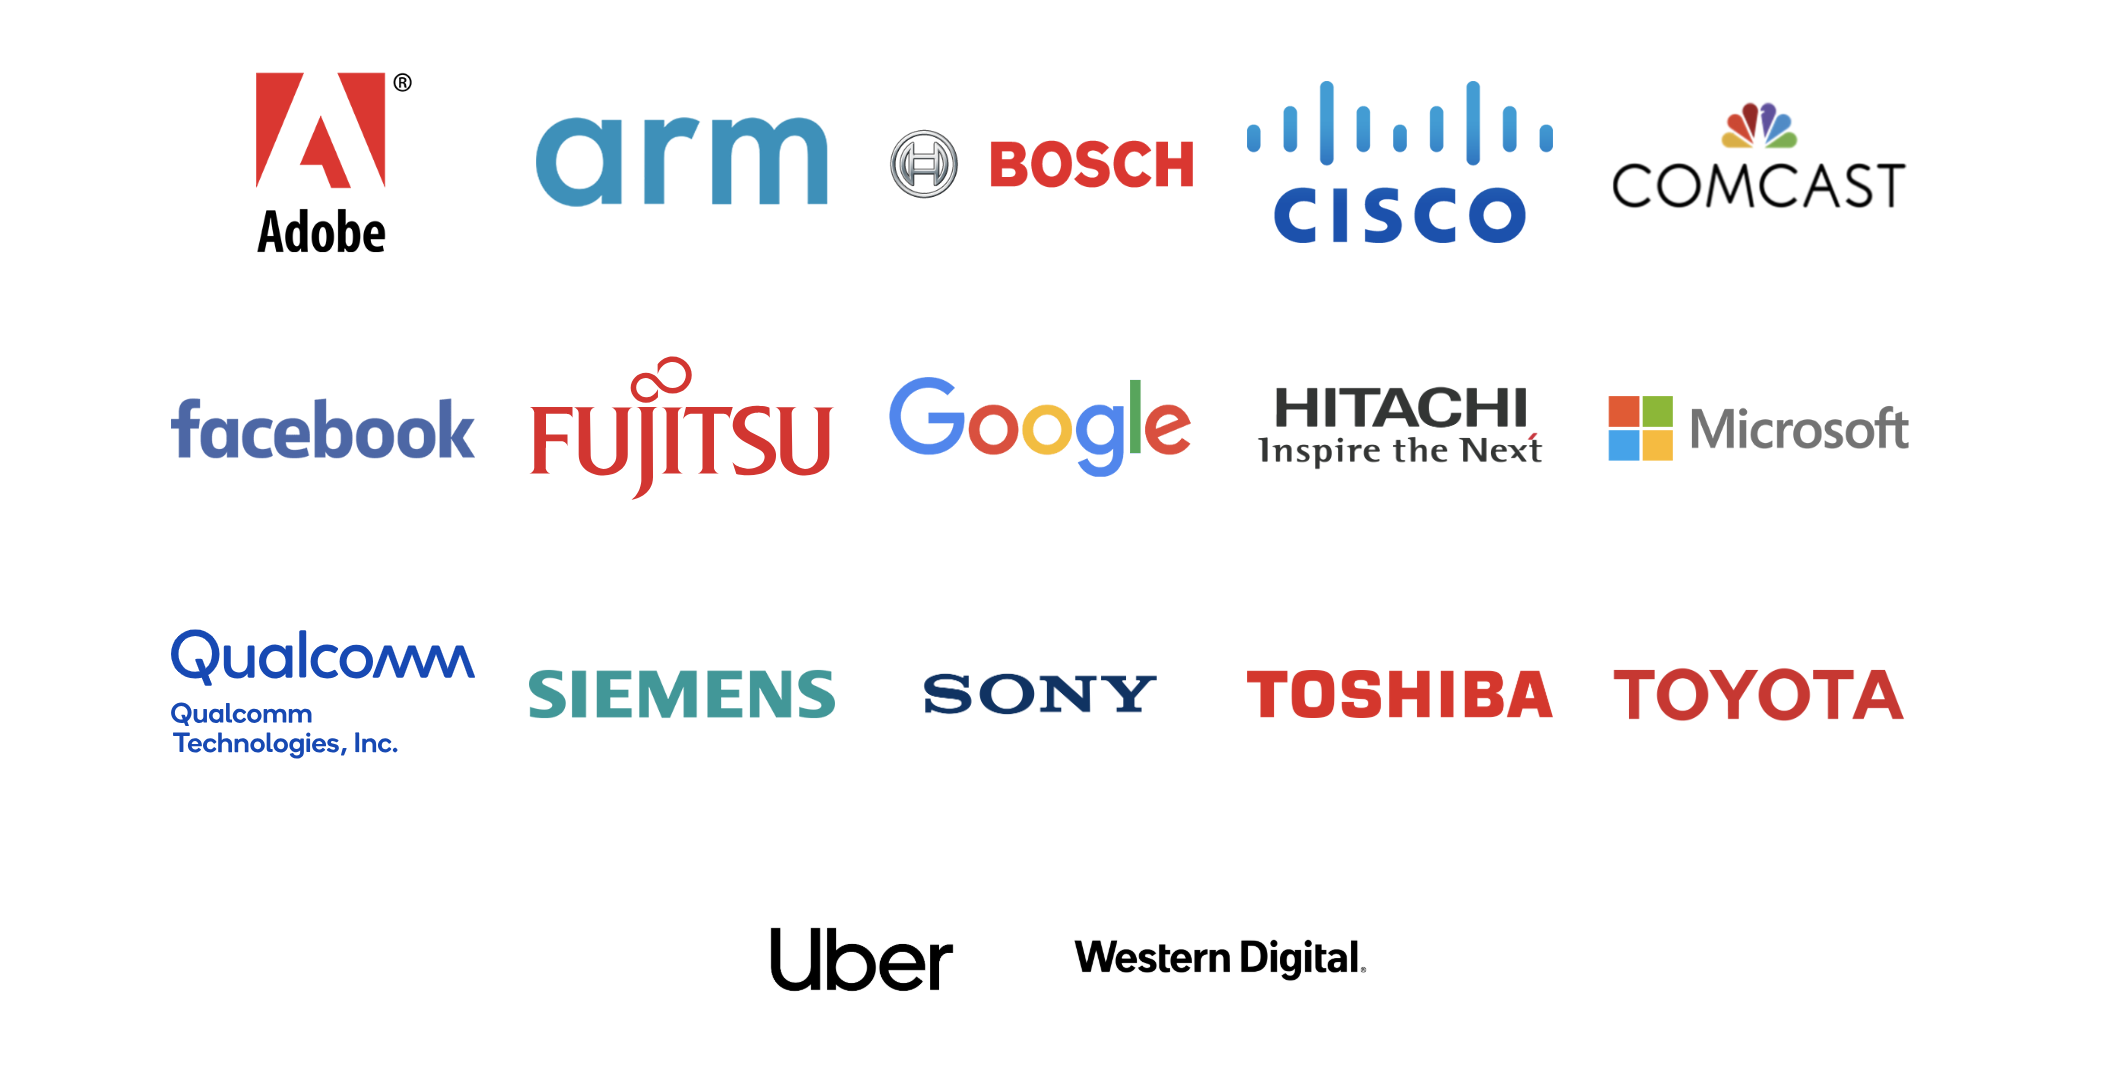 Adobe ®
arm
BOSCH
CISCO
COMCAST
facebook
FUJITSU
Google
HITACHI
Inspire the Next
Microsoft
Qualcomm
Qualcomm
Technologies, Inc.
SIEMENS
SONY
TOSHIBA
TOYOTA
Uber
Western Digital®